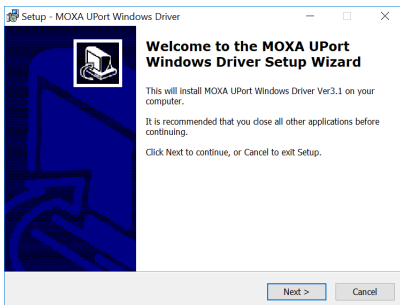 Setup - MOXA UPort Windows Driver
Welcome to the MOXA UPort
Windows Driver Setup Wizard
This will install MOXA UPort Windows Driver Ver3.1 on your
computer.
It is recommended that you close all other applications before
continuing.
Click Next to continue, or Cancel to exit Setup.
Next >
Cancel